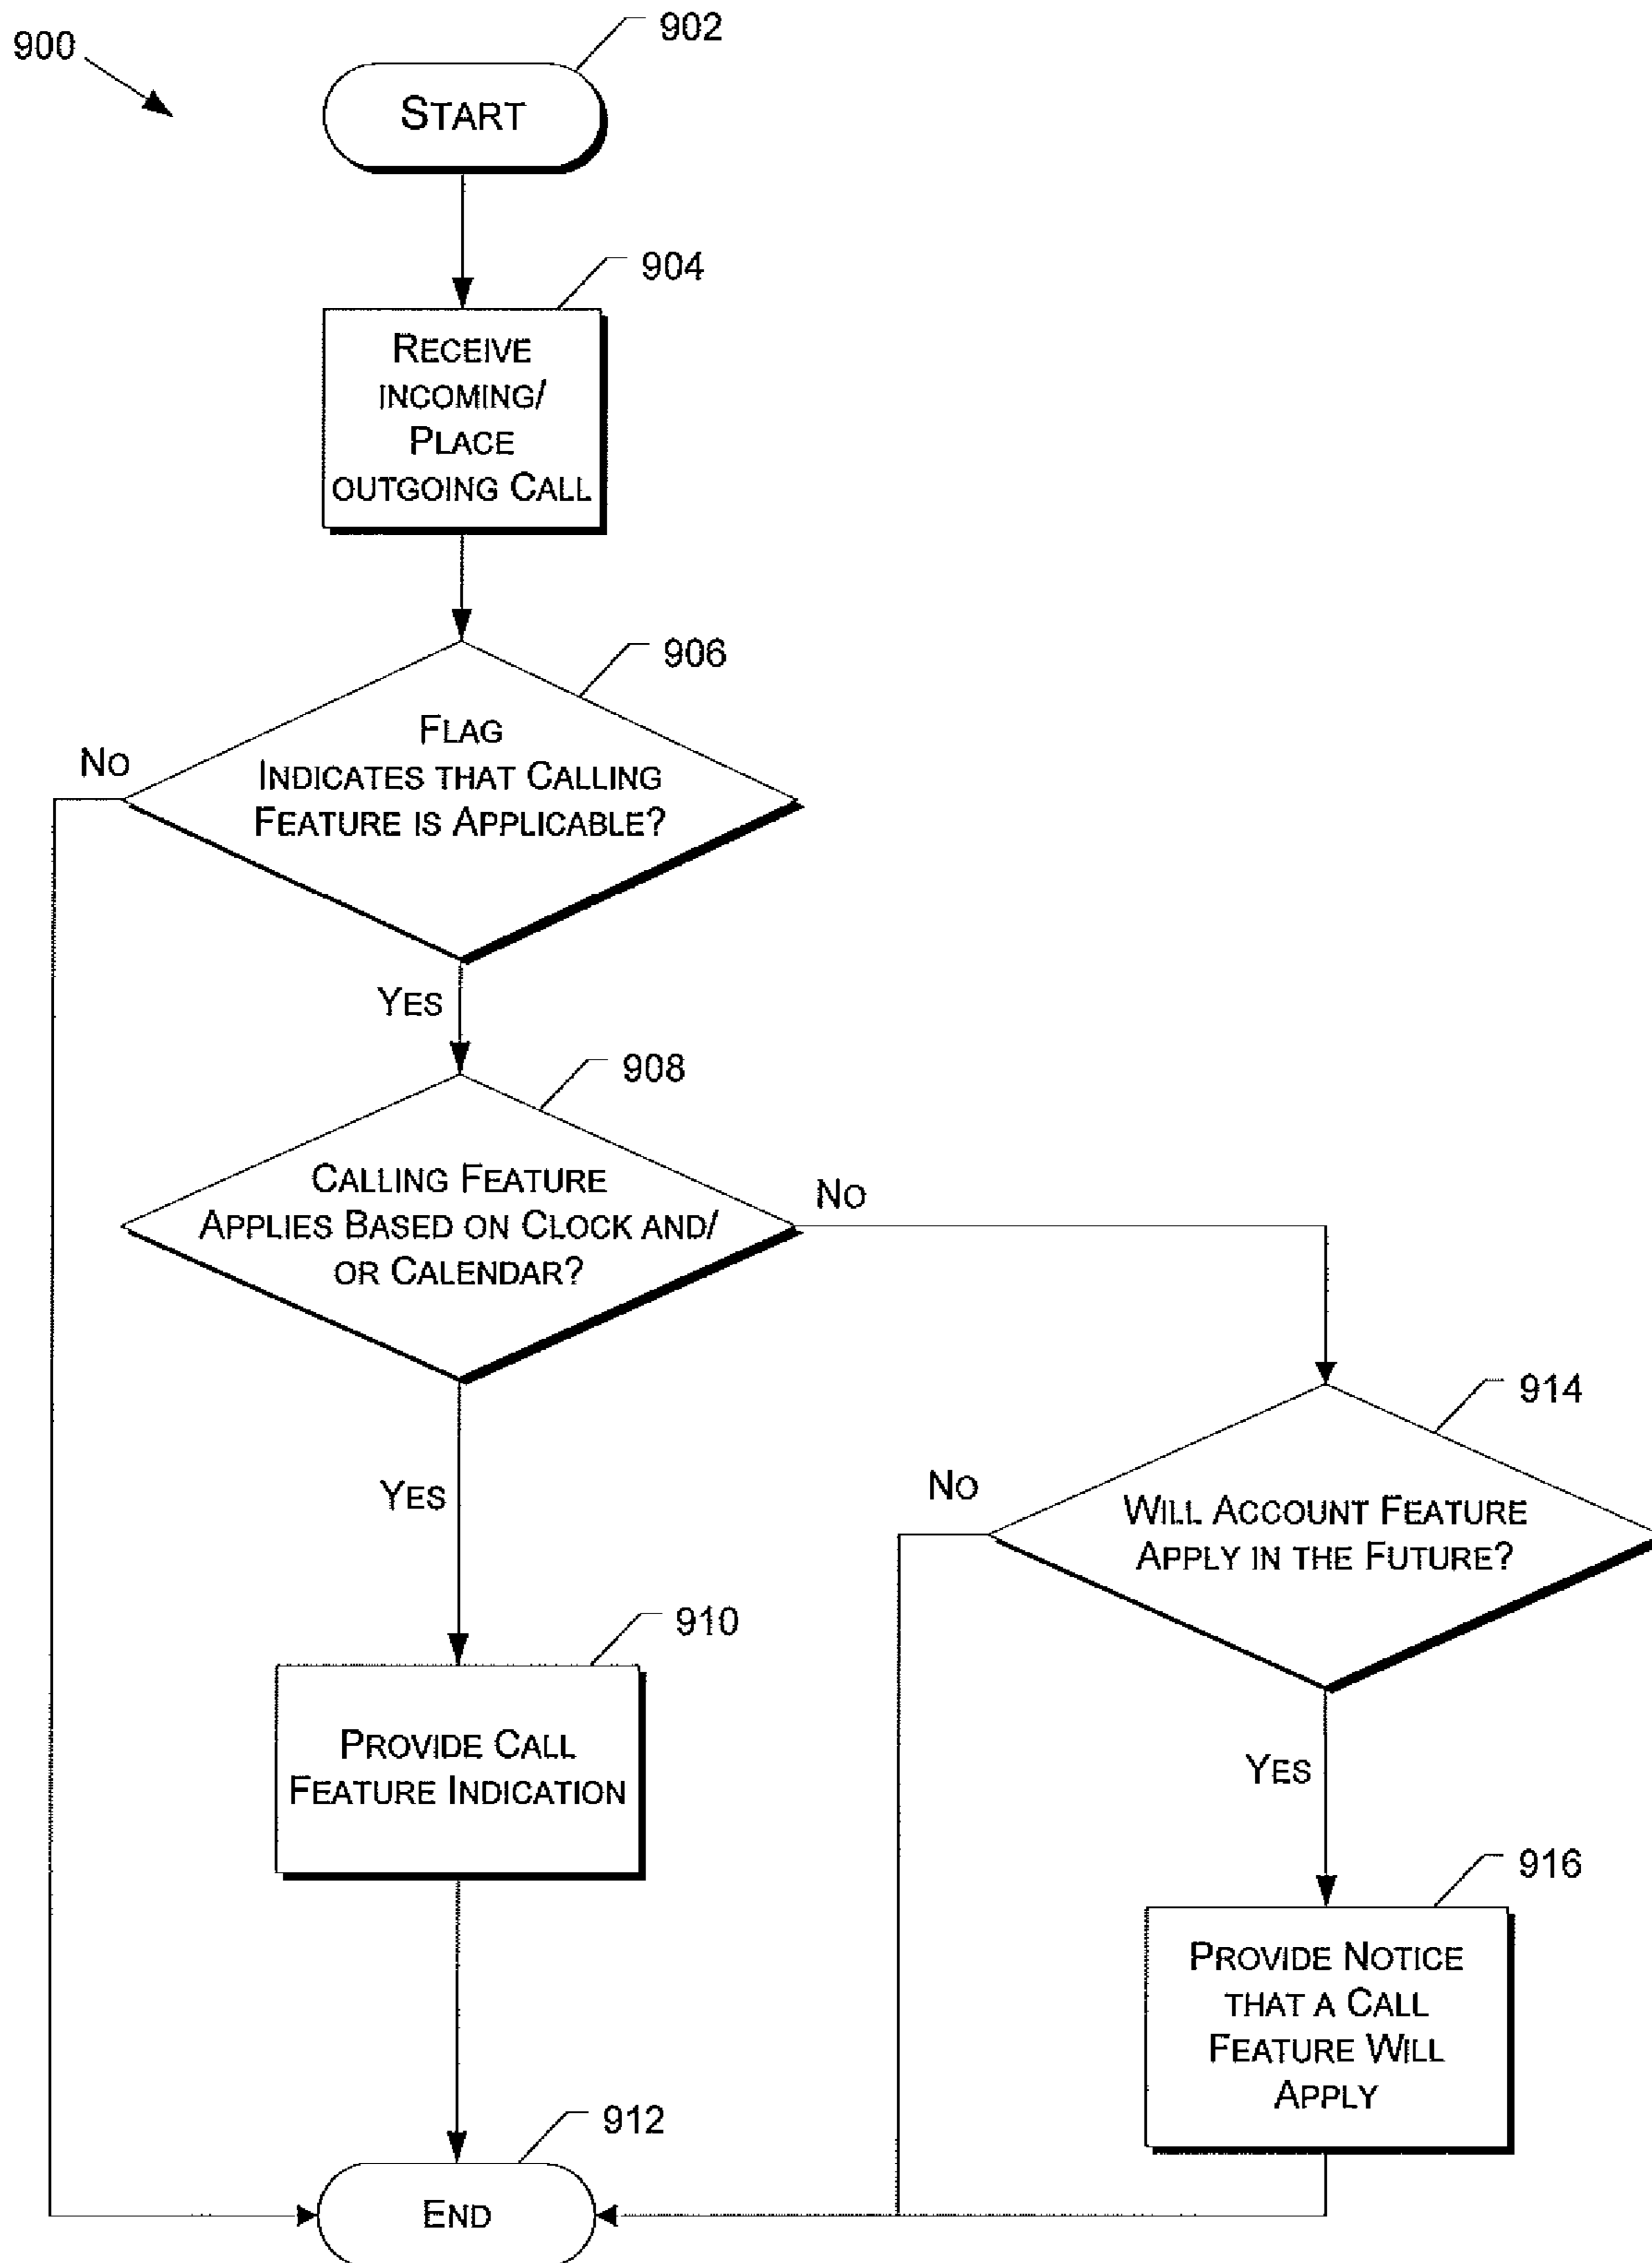 900
902
START
904
RECEIVE
INCOMING/
PLACE
OUTGOING CALL
906
FLAG
INDICATES THAT CALLING
FEATURE IS APPLICABLE?
NO
YES
908
CALLING FEATURE
APPLIES BASED ON CLOCK AND/
OR CALENDAR?
NO
YES
914
WILL ACCOUNT FEATURE
APPLY IN THE FUTURE?
NO
YES
910
PROVIDE CALL
FEATURE INDICATION
916
PROVIDE NOTICE
THAT A CALL
FEATURE WILL
APPLY
912
END